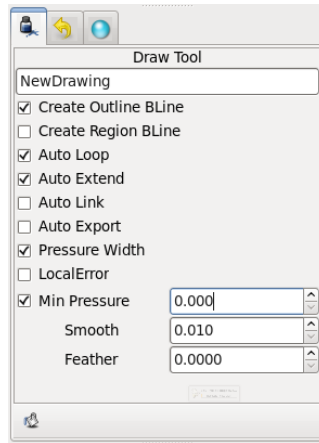 Draw Tool
NewDrawing
Create Outline BLine
Create Region BLine
Auto Loop
Auto Extend
Auto Link
Auto Export
Pressure Width
LocalError
Min Pressure 0.000
Smooth 0.010
Feather 0.0000